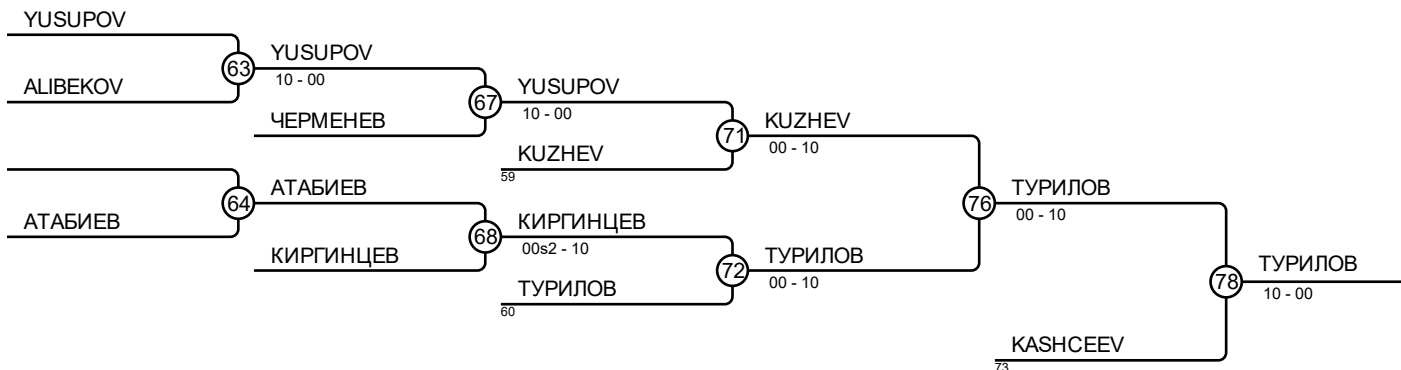 YUSUPOV
63
YUSUPOV
10 - 00
ALIBEKOV
67
YUSUPOV
10 - 00
ЧЕРМЕНЕВ
71
KUZHEV
00 - 10
KUZHEV
59
АТАБИЕВ
64
АТАБИЕВ
76
ТУРИЛОВ
00 - 10
КИРГИНЦЕВ
00s2 - 10
68
КИРГИНЦЕВ
72
ТУРИЛОВ
00 - 10
ТУРИЛОВ
60
78
ТУРИЛОВ
10 - 00
KASHCEEV
73